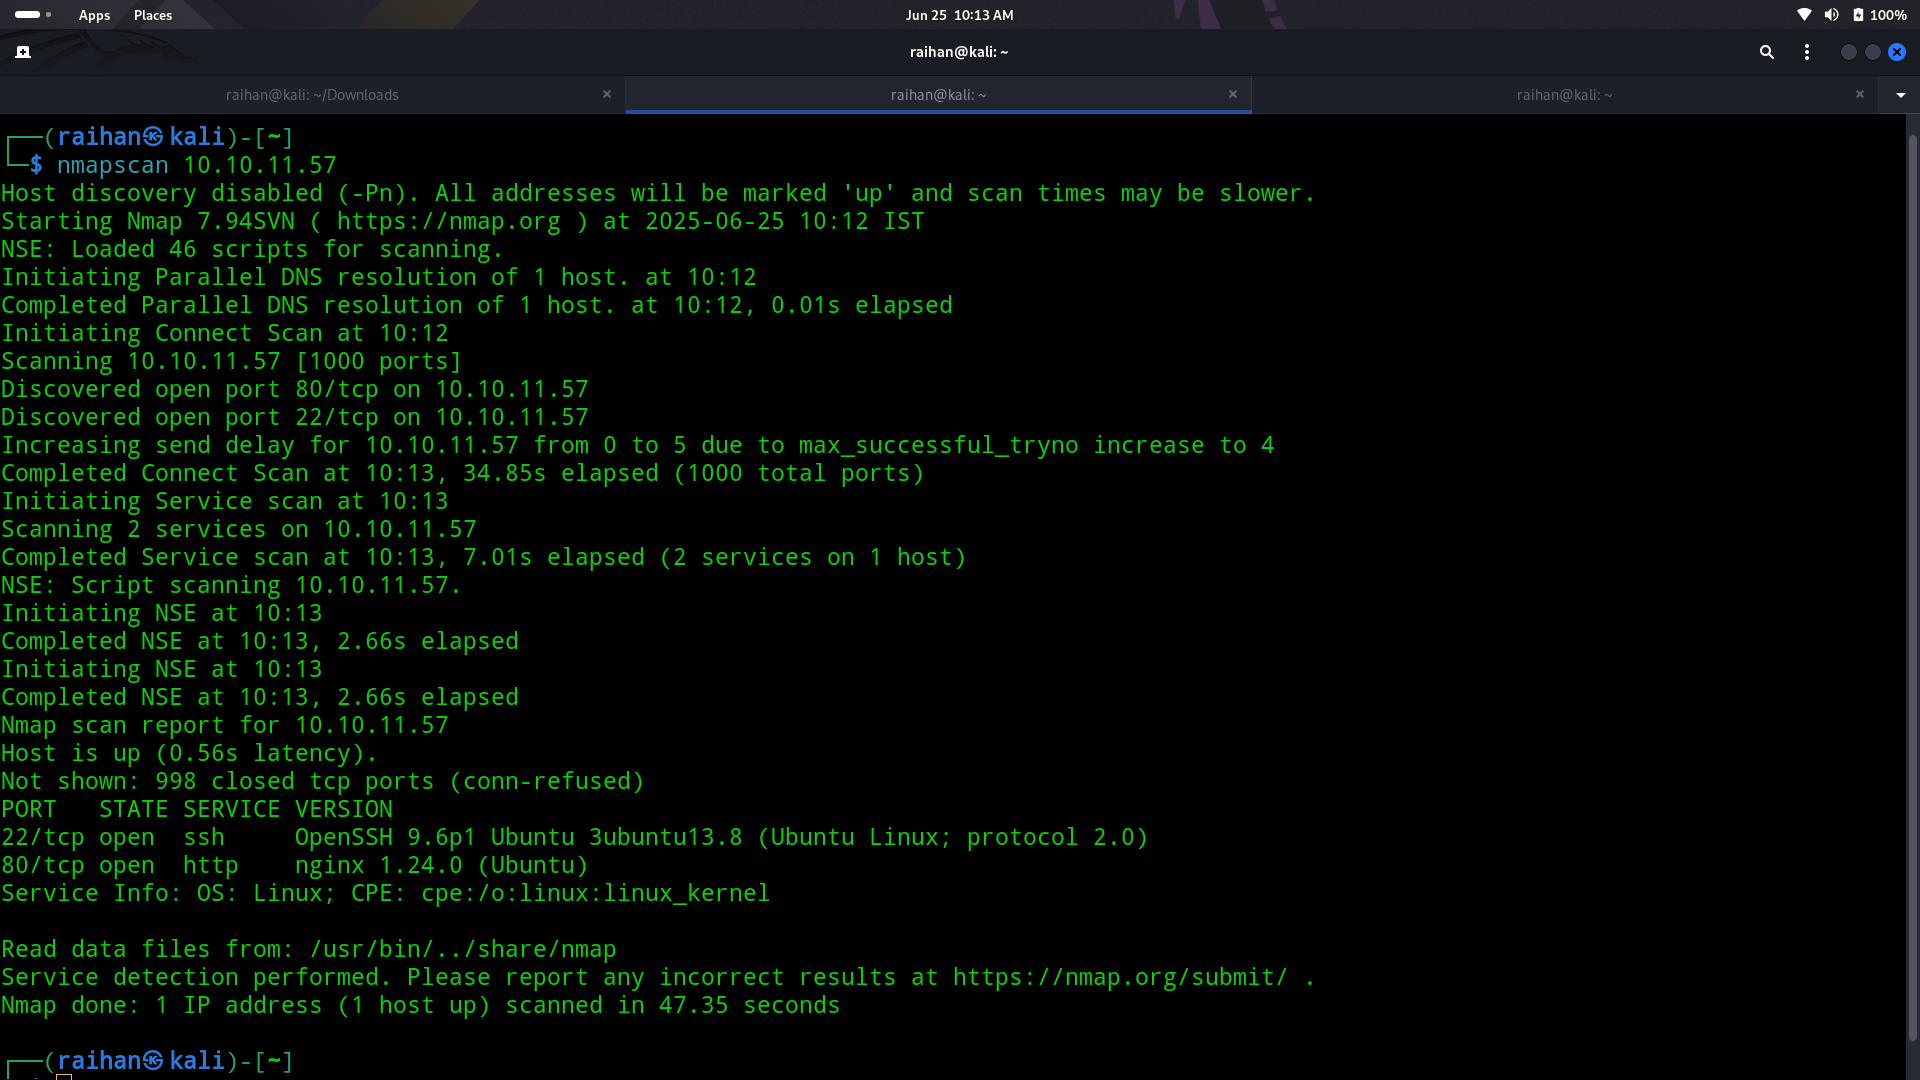 Apps Places Jun 25 10:13 AM 100%
raihan@kali: ~
raihan@kali: ~/Downloads × raihan@kali: ~ × raihan@kali: ~ ×
┌──(raihan㉿kali)-[~]
└─$ nmapscan 10.10.11.57
Host discovery disabled (-Pn). All addresses will be marked 'up' and scan times may be slower.
Starting Nmap 7.94SVN ( https://nmap.org ) at 2025-06-25 10:12 IST
NSE: Loaded 46 scripts for scanning.
Initiating Parallel DNS resolution of 1 host. at 10:12
Completed Parallel DNS resolution of 1 host. at 10:12, 0.01s elapsed
Initiating Connect Scan at 10:12
Scanning 10.10.11.57 [1000 ports]
Discovered open port 80/tcp on 10.10.11.57
Discovered open port 22/tcp on 10.10.11.57
Increasing send delay for 10.10.11.57 from 0 to 5 due to max_successful_tryno increase to 4
Completed Connect Scan at 10:13, 34.85s elapsed (1000 total ports)
Initiating Service scan at 10:13
Scanning 2 services on 10.10.11.57
Completed Service scan at 10:13, 7.01s elapsed (2 services on 1 host)
NSE: Script scanning 10.10.11.57.
Initiating NSE at 10:13
Completed NSE at 10:13, 2.66s elapsed
Initiating NSE at 10:13
Completed NSE at 10:13, 2.66s elapsed
Nmap scan report for 10.10.11.57
Host is up (0.56s latency).
Not shown: 998 closed tcp ports (conn-refused)
PORT   STATE SERVICE VERSION
22/tcp open  ssh     OpenSSH 9.6p1 Ubuntu 3ubuntu13.8 (Ubuntu Linux; protocol 2.0)
80/tcp open  http    nginx 1.24.0 (Ubuntu)
Service Info: OS: Linux; CPE: cpe:/o:linux:linux_kernel
Read data files from: /usr/bin/../share/nmap
Service detection performed. Please report any incorrect results at https://nmap.org/submit/ .
Nmap done: 1 IP address (1 host up) scanned in 47.35 seconds
┌──(raihan㉿kali)-[~]